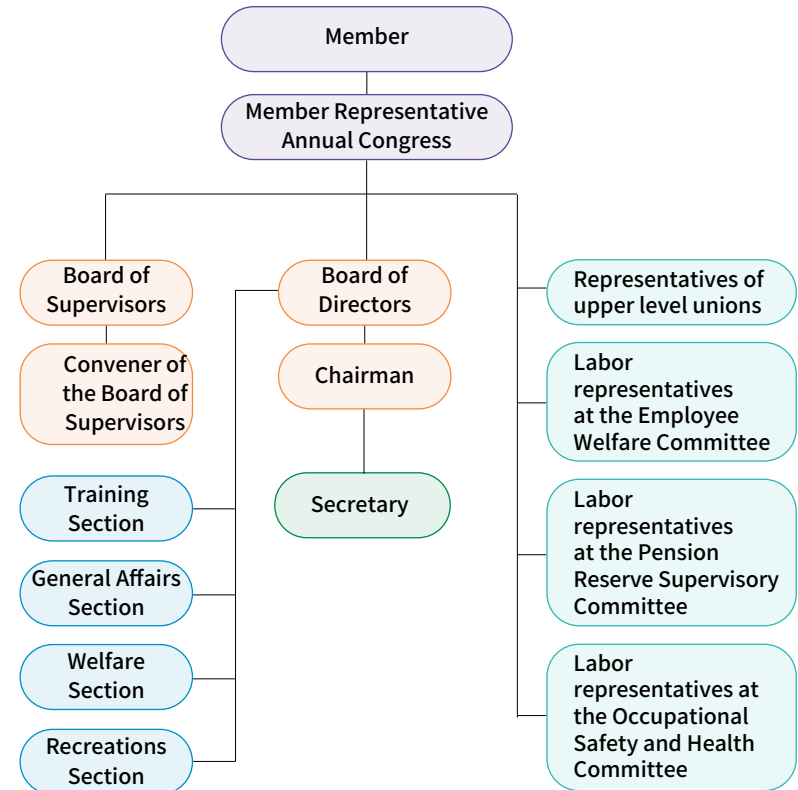 Member
Member Representative
Annual Congress
Board of
Supervisors
Convener of
the Board of
Supervisors
Board of
Directors
Chairman
Secretary
Training
Section
General Affairs
Section
Welfare
Section
Recreations
Section
Representatives of
upper level unions
Labor
representatives
at the Employee
Welfare Committee
Labor
representatives
at the Pension
Reserve Supervisory
Committee
Labor
representatives at
the Occupational
Safety and Health
Committee